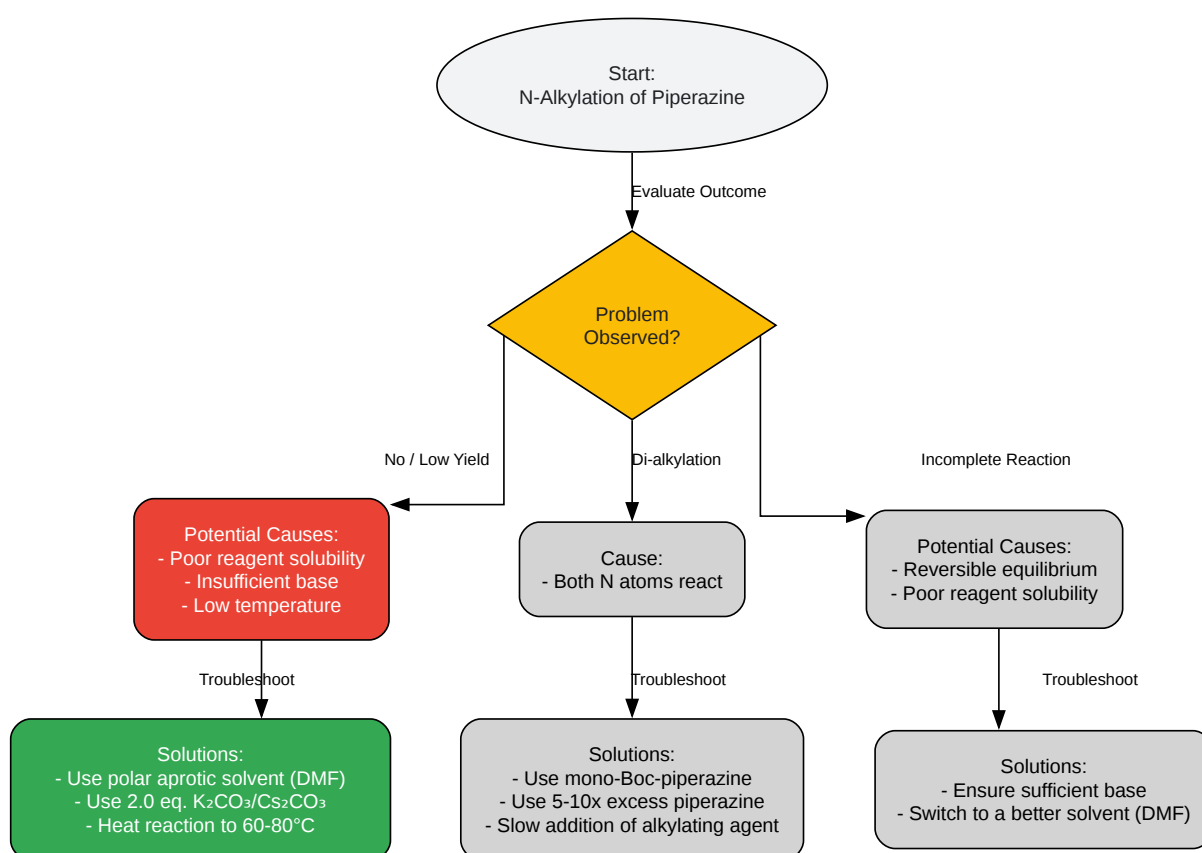 Start:
N-Alkylation of Piperazine
Evaluate Outcome
Problem
Observed?
No / Low Yield
Di-alkylation
Incomplete Reaction
Potential Causes:
- Poor reagent solubility
- Insufficient base
- Low temperature
Cause:
- Both N atoms react
Potential Causes:
- Reversible equilibrium
- Poor reagent solubility
Troubleshoot
Troubleshoot
Troubleshoot
Solutions:
- Use polar aprotic solvent (DMF)
- Use 2.0 eq. K₂CO₃/Cs₂CO₃
- Heat reaction to 60-80°C
Solutions:
- Use mono-Boc-piperazine
- Use 5-10x excess piperazine
- Slow addition of alkylating agent
Solutions:
- Ensure sufficient base
- Switch to a better solvent (DMF)